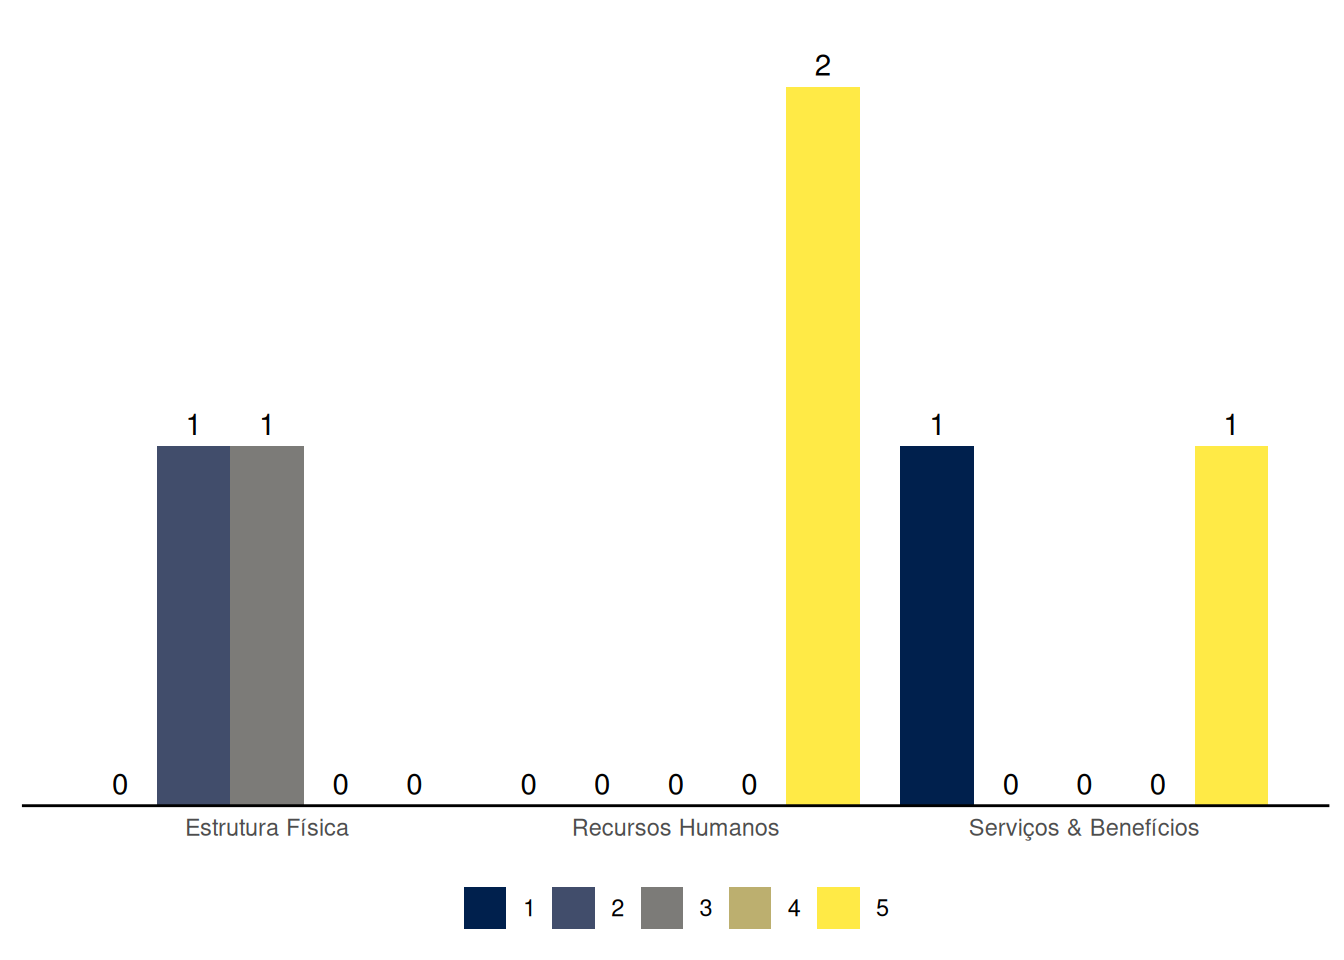 2
1 1 1 1
0 0 0 0 0 0 0 0 0 0
Estrutura Física Recursos Humanos Serviços & Benefícios
1 2 3 4 5